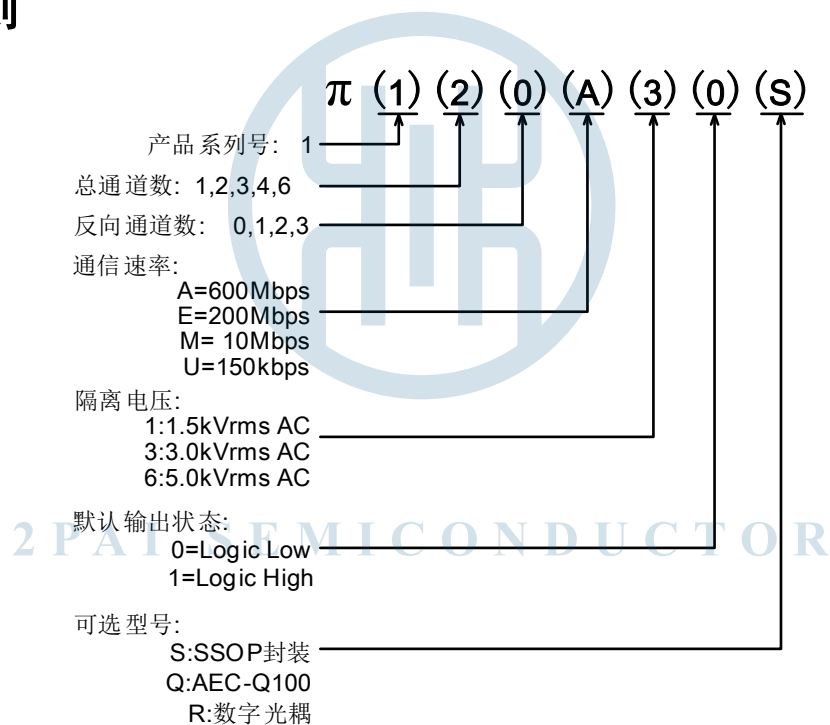 π (1) (2) (0) (A) (3) (0) (S)
产品系列号: 1
总通道数: 1,2,3,4,6
反向通道数: 0,1,2,3
通信速率:
A=600Mbps
E=200Mbps
M= 10Mbps
U=150kbps
隔离电压:
1:1.5kVrms AC
3:3.0kVrms AC
6:5.0kVrms AC
默认输出状态:
2PAI SEMICONDUCTOR
0=Logic Low
1=Logic High
可选型号:
S:SSOP封装
Q:AEC-Q100
R:数字光耦